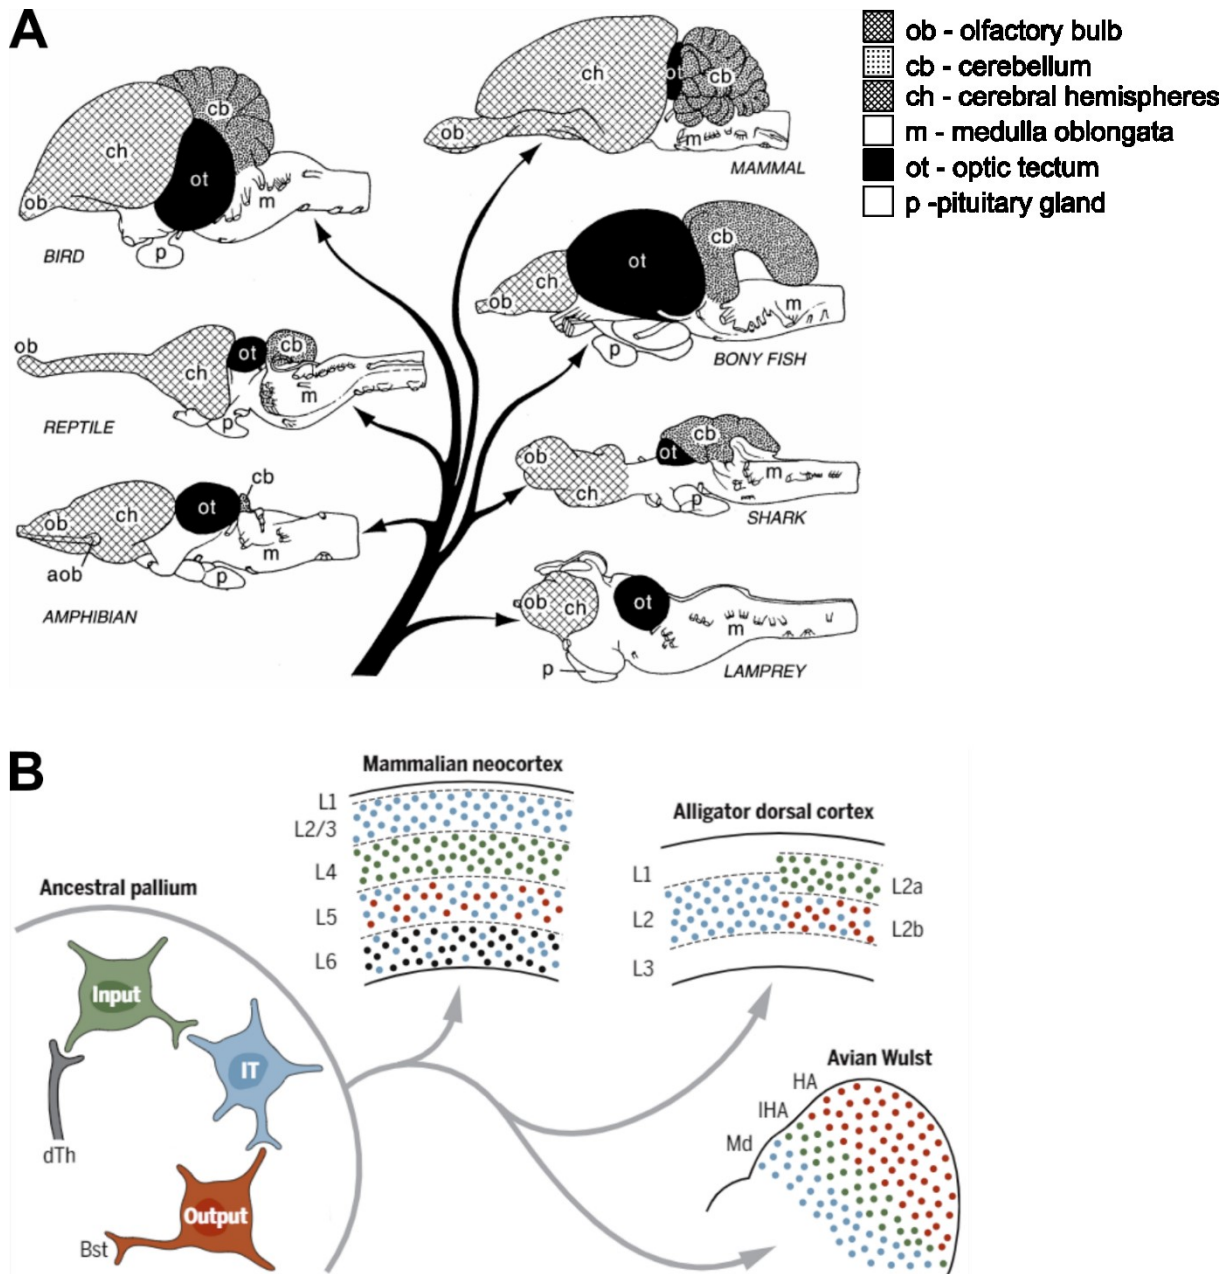 A
ob - olfactory bulb
cb - cerebellum
ch - cerebral hemispheres
m - medulla oblongata
ot - optic tectum
p -pituitary gland
ob
ch
cb
ot
m
p
BIRD
ob
ch
ot
cb
m
MAMMAL
ob
ch
ot
cb
m
p
BONY FISH
ob
ch
ot
cb
m
p
REPTILE
ob
ch
ot
cb
m
p
SHARK
ob
ch
ot
cb
aob
m
p
AMPHIBIAN
ob
ch
ot
m
p
LAMPREY
B
Ancestral pallium
Input
IT
Output
dTh
Bst
Mammalian neocortex
L1
L2/3
L4
L5
L6
Alligator dorsal cortex
L1
L2
L3
L2a
L2b
Avian Wulst
HA
IHA
Md